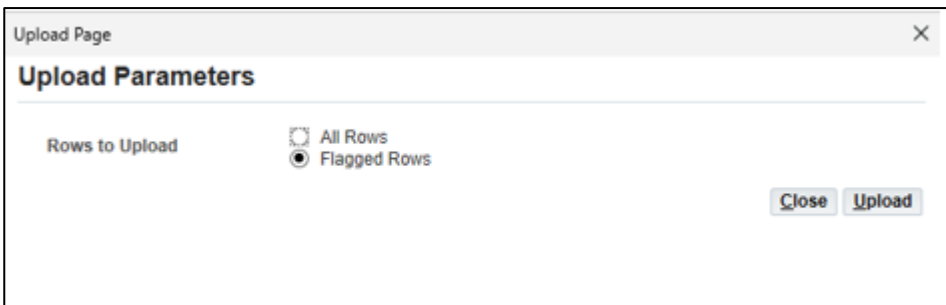 Upload Page
Upload Parameters
Rows to Upload
All Rows
Flagged Rows
Close Upload